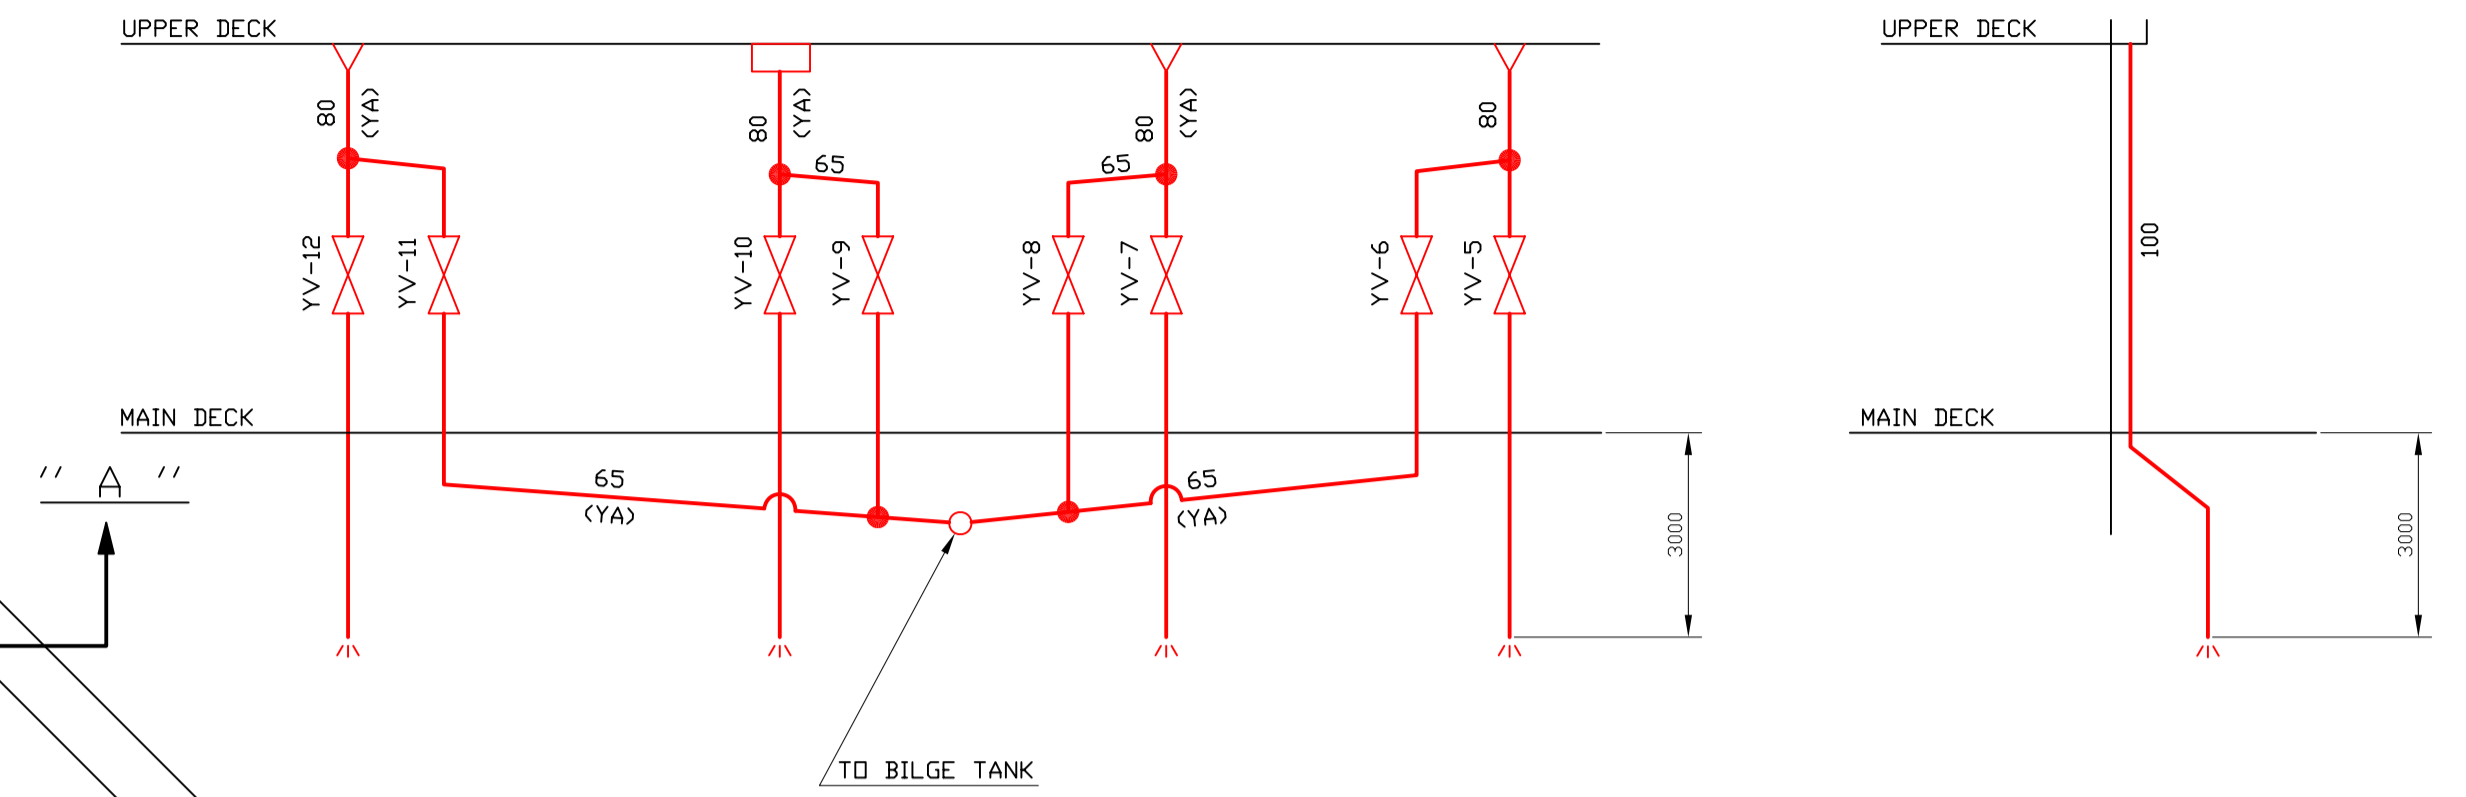 UPPER DECK
UPPER DECK
80
(YA)
80
(YA)
80
(YA)
80
65
65
YV-12
YV-11
YV-10
YV-9
YV-8
YV-7
YV-6
YV-5
100
MAIN DECK
MAIN DECK
" A "
65
(YA)
65
(YA)
3000
3000
TO BILGE TANK